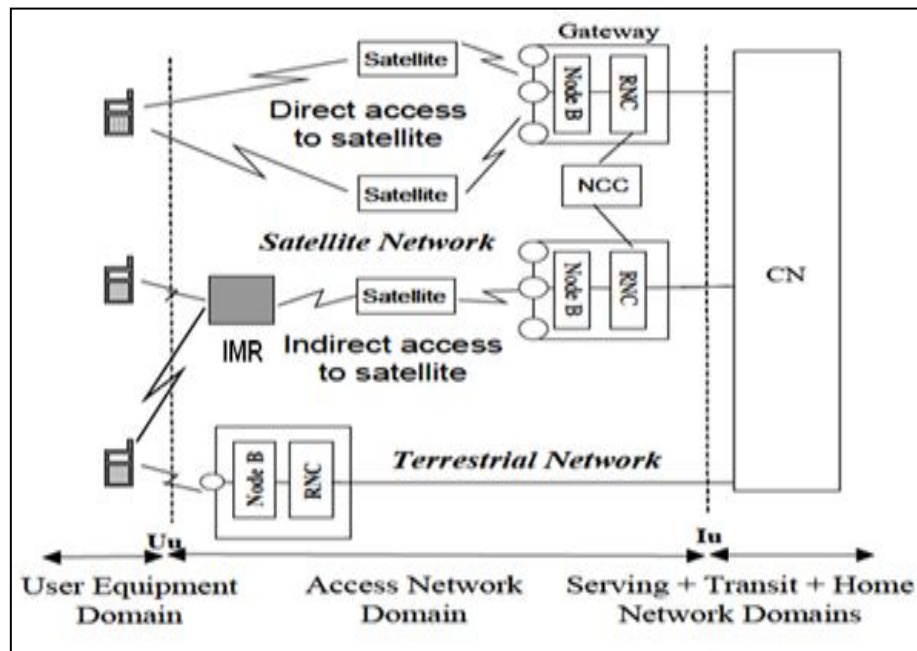 Gateway
Satellite
Node B
RNC
Direct access
to satellite
Satellite
NCC
Satellite Network
CN
Satellite
Node B
RNC
IMR
Indirect access
to satellite
Node B
RNC
Terrestrial Network
Uu
Iu
User Equipment
Domain
Access Network
Domain
Serving + Transit + Home
Network Domains